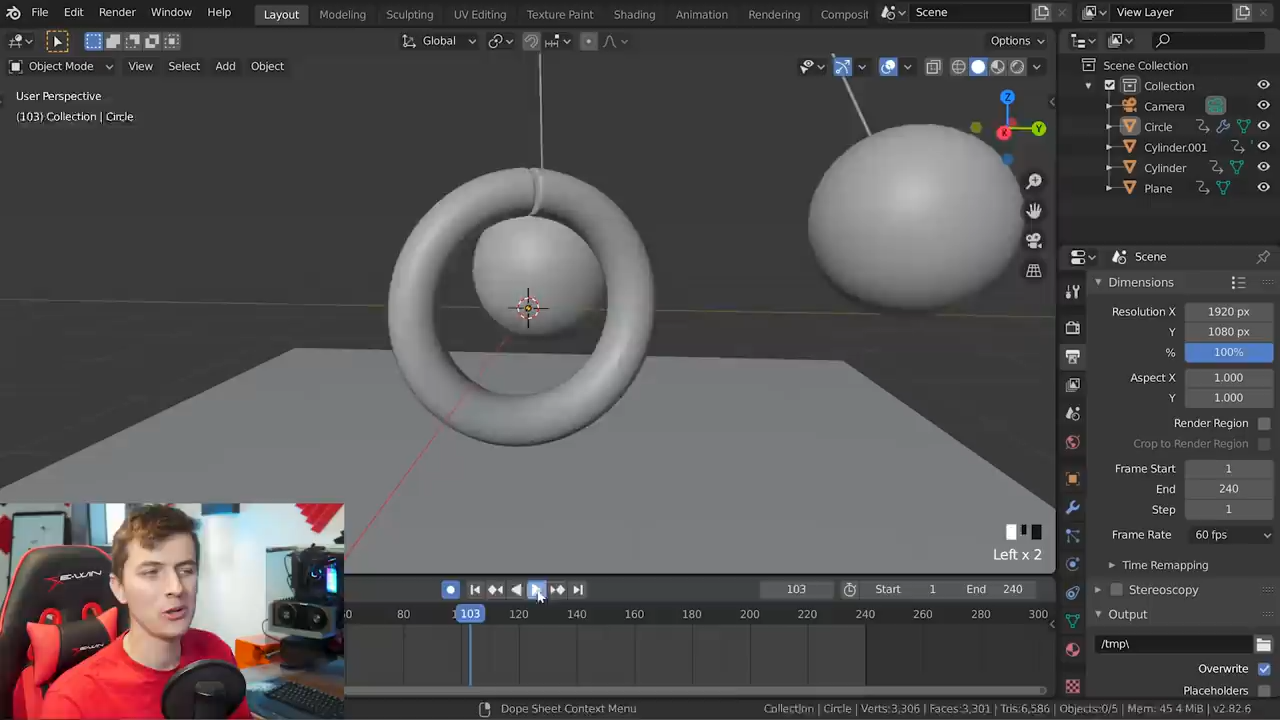 File Edit Render Window Help
Layout Modeling Sculpting UV Editing Texture Paint Shading Animation Rendering Composit
Scene
View Layer
Global
Options
Object Mode View Select Add Object
User Perspective
(103) Collection | Circle
Z
Y
X
Left x 2
Scene Collection
Collection
Camera
Circle
Cylinder.001
Cylinder
Plane
Scene
Dimensions
Resolution X 1920 px
Y 1080 px
% 100%
Aspect X 1.000
Y 1.000
Render Region
Crop to Render Region
Frame Start 1
End 240
Step 1
Frame Rate 60 fps
Time Remapping
Stereoscopy
Output
/tmp\
Overwrite
Placeholders
103 Start 1 End 240
80 103 120 140 160 180 200 220 240 260 280 300
Dope Sheet Context Menu
Collection | Circle | Verts:3,306 | Faces:3,301 | Tris:6,586 | Objects:0/5 | Mem: 45.4 MiB | v2.82.6